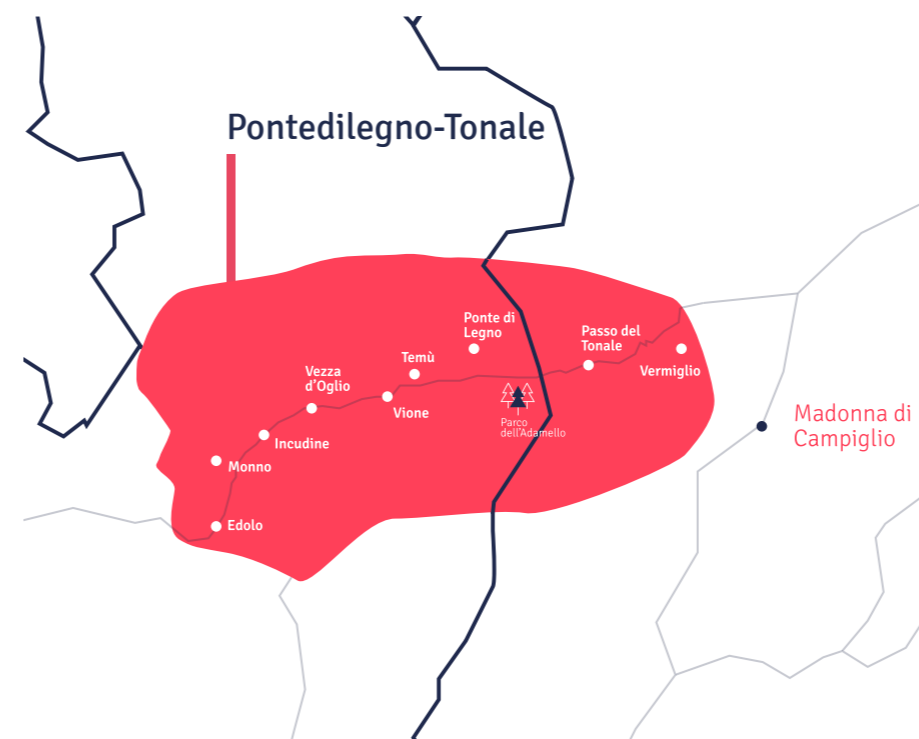 Pontedilegno-Tonale
Ponte di
Legno
Passo del
Tonale
Temù
Vezza
d'Oglio
Vermiglio
Vione
Parco
dell'Adamello
Madonna di
Campiglio
Incudine
Monno
Edolo